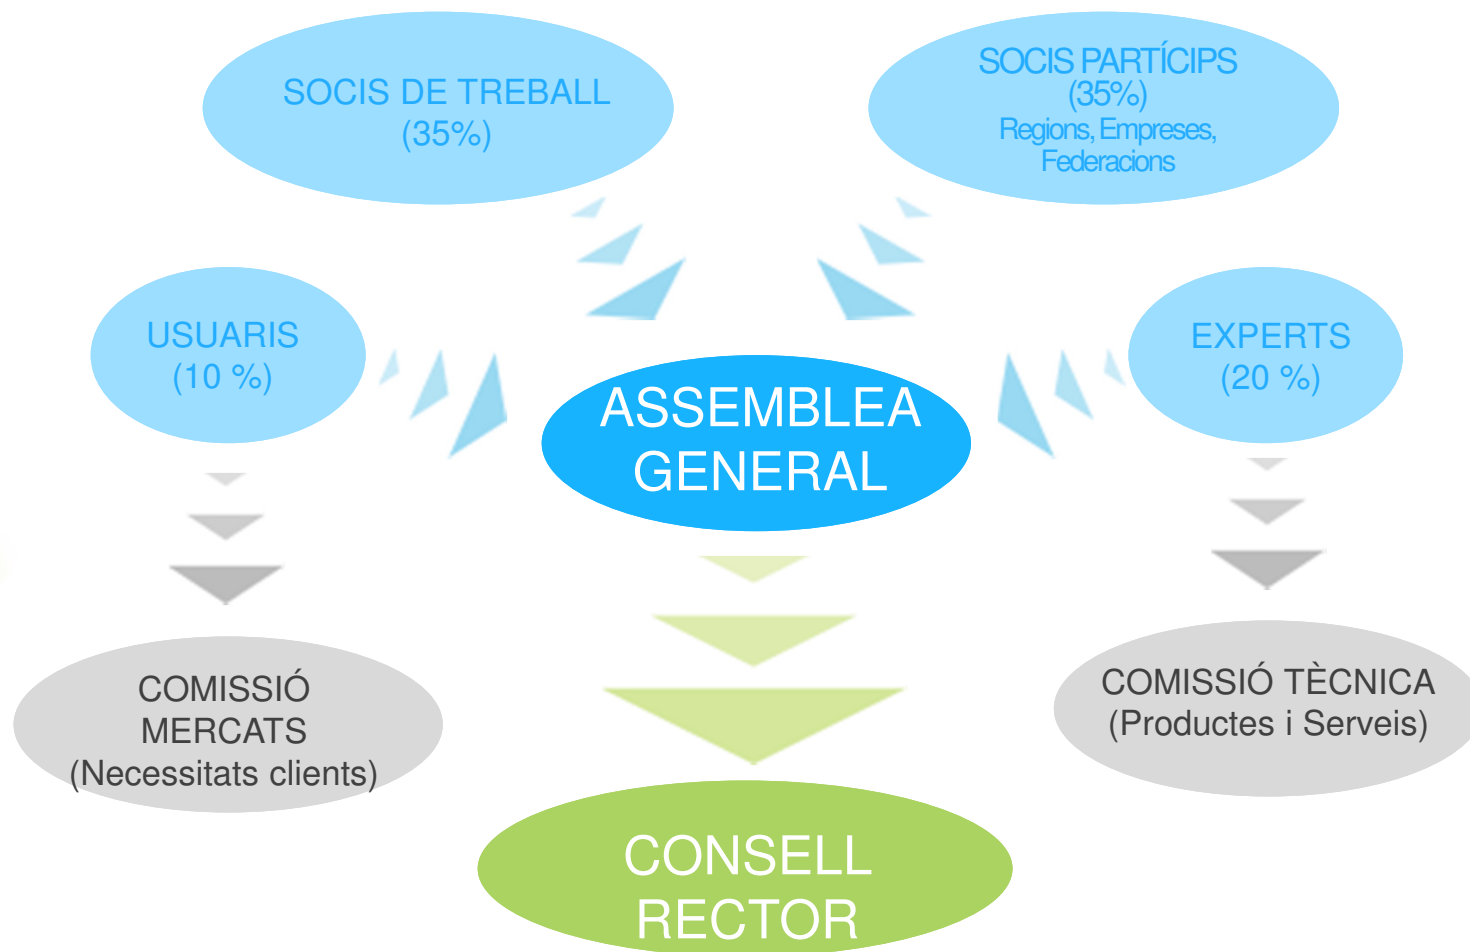 SOCIS DE TREBALL
(35%)
SOCIS PARTÍCIPS
(35%)
Regions, Empreses,
Federacions
USUARIS
(10 %)
EXPERTS
(20 %)
ASSEMBLEA
GENERAL
COMISSIÓ
MERCATS
(Necessitats clients)
COMISSIÓ TÈCNICA
(Productes i Serveis)
CONSELL
RECTOR